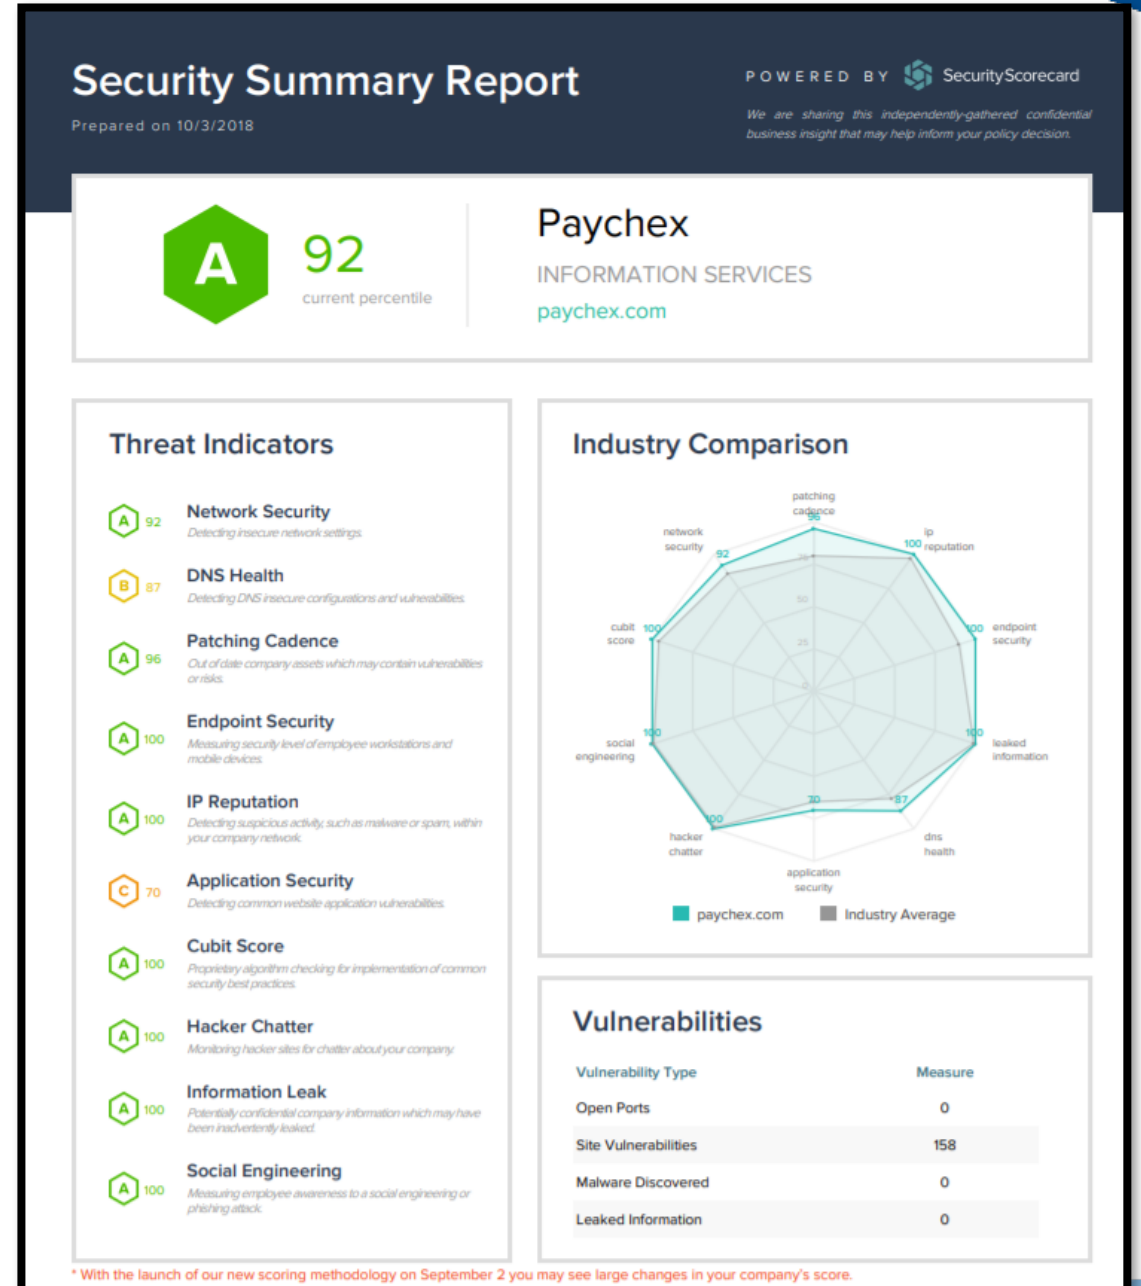 Security Summary Report
Prepared on 10/3/2018
POWERED BY SecurityScorecard
We are sharing this independently-gathered confidential
business insight that may help inform your policy decision.
A
92
current percentile
Paychex
INFORMATION SERVICES
paychex.com
Threat Indicators
A 92 Network Security
Detecting insecure network settings.
B 87 DNS Health
Detecting DNS insecure configurations and vulnerabilities.
A 96 Patching Cadence
Out of date company assets which may contain vulnerabilities
or risks.
A 100 Endpoint Security
Measuring security level of employee workstations and
mobile devices.
A 100 IP Reputation
Detecting suspicious activity, such as malware or spam, within
your company network.
C 70 Application Security
Detecting common website application vulnerabilities.
A 100 Cubit Score
Proprietary algorithm checking for implementation of common
security best practices.
A 100 Hacker Chatter
Monitoring hacker sites for chatter about your company.
A 100 Information Leak
Potentially confidential company information which may have
been inadvertently leaked.
A 100 Social Engineering
Measuring employee awareness to a social engineering or
phishing attack.
Industry Comparison
patching
cadence
96
ip
reputation
100
endpoint
security
100
leaked
information
100
dns
health
87
application
security
70
hacker
chatter
100
social
engineering
100
cubit
score
100
network
security
92
75
50
25
0
paychex.com
Industry Average
Vulnerabilities
Vulnerability Type Measure
Open Ports 0
Site Vulnerabilities 158
Malware Discovered 0
Leaked Information 0
* With the launch of our new scoring methodology on September 2 you may see large changes in your company's score.